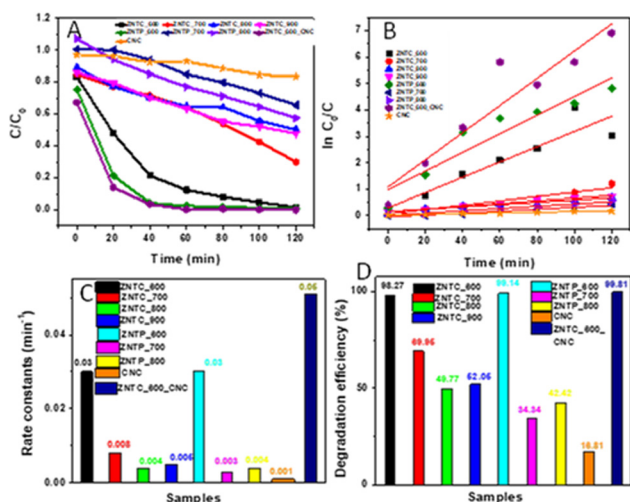 A
ZNTC_600 ZNTC_700 ZNTC_800 ZNTC_900
ZNTP_600 ZNTP_700 ZNTP_800 ZNTC_600_CNC
CNC
C/C0
1.2
1.0
0.8
0.6
0.4
0.2
0.0
0 20 40 60 80 100 120
Time (min)
B
ZNTC_600
ZNTC_700
ZNTC_800
ZNTC_900
ZNTP_600
ZNTP_700
ZNTP_800
ZNTC_600_CNC
CNC
ln C0/C
7
6
5
4
3
2
1
0
0 20 40 60 80 100 120
Time (min)
C
ZNTC_600
ZNTC_700
ZNTC_800
ZNTC_900
ZNTP_600
ZNTP_700
ZNTP_800
CNC
ZNTC_600_CNC
Rate constants (min-1)
0.04
0.02
0.00
0.03 0.008 0.004 0.005 0.03 0.003 0.004 0.001 0.05
Samples
D
ZNTC_600
ZNTC_700
ZNTC_800
ZNTC_900
ZNTP_600
ZNTP_700
ZNTP_800
CNC
ZNTC_600_
CNC
Degradation efficiency (%)
100
50
0
98.27 69.95 49.77 52.05 99.14 34.34 42.42 16.81 99.81
Samples